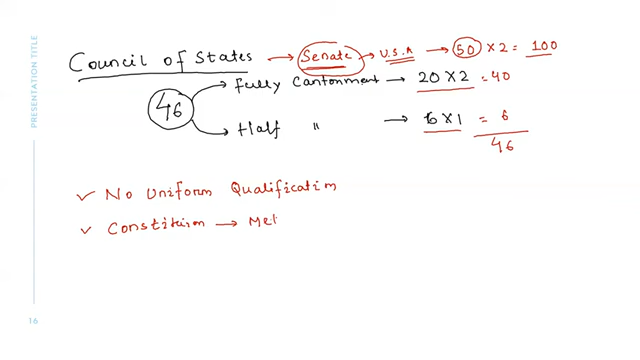 PRESENTATION TITLE
Council of States → Senate → U.S.A → 50 × 2 = 100
46
Fully Cantonment → 20 × 2 = 40
Half " → 6 × 1 = 6
46
✓ No Uniform Qualification
✓ Constitution → Met
16